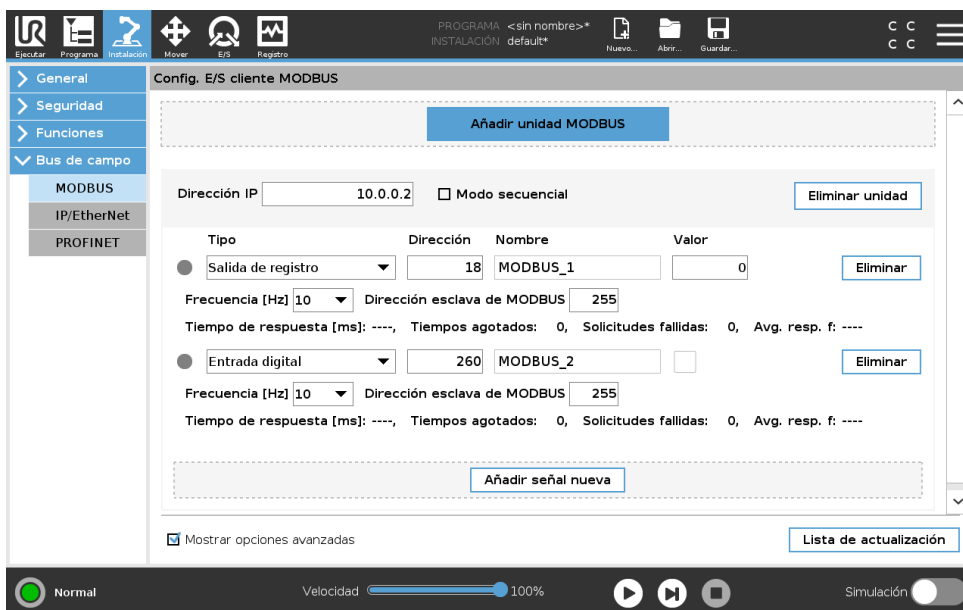 UR
PROGRAMA <sin nombre>*
INSTALACIÓN default*
Ejecutar Programa Instalación Mover E/S Registro Nuevo... Abrir... Guardar...
C C
C C
General
Seguridad
Funciones
Bus de campo
MODBUS
IP/EtherNet
PROFINET
Config. E/S cliente MODBUS
Añadir unidad MODBUS
Dirección IP 10.0.0.2 Modo secuencial Eliminar unidad
Tipo Dirección Nombre Valor
Salida de registro 18 MODBUS_1 0 Eliminar
Frecuencia [Hz] 10 Dirección esclava de MODBUS 255
Tiempo de respuesta [ms]: ----, Tiempos agotados: 0, Solicitudes fallidas: 0, Avg. resp. f: ----
Entrada digital 260 MODBUS_2 Eliminar
Frecuencia [Hz] 10 Dirección esclava de MODBUS 255
Tiempo de respuesta [ms]: ----, Tiempos agotados: 0, Solicitudes fallidas: 0, Avg. resp. f: ----
Añadir señal nueva
Mostrar opciones avanzadas Lista de actualización
Normal Velocidad 100% Simulación